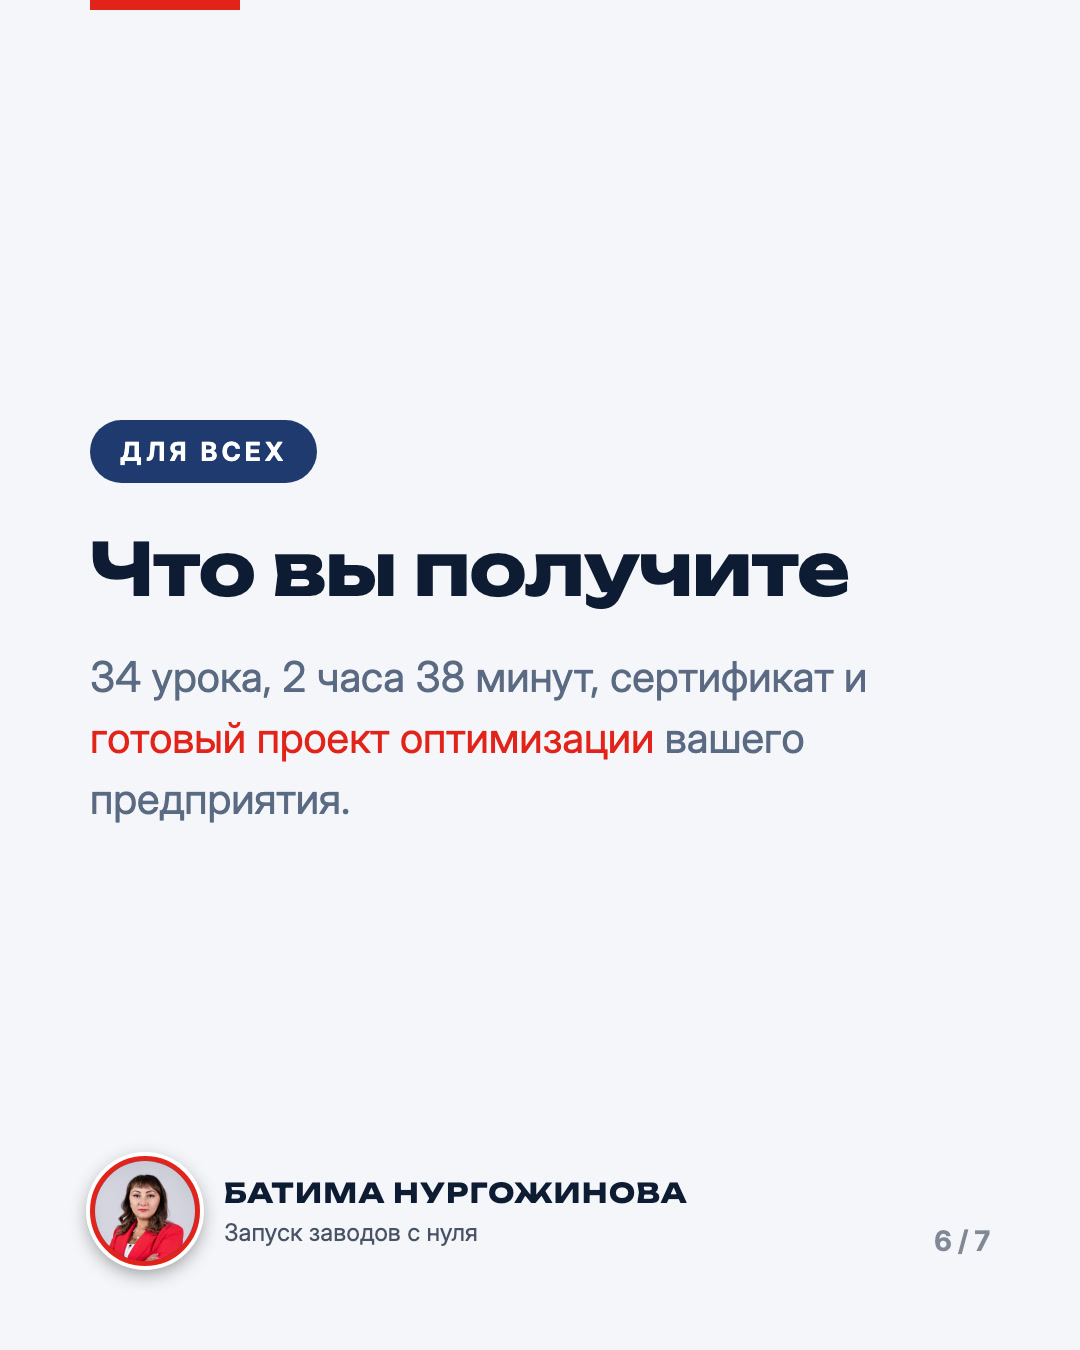 ДЛЯ ВСЕХ
Что вы получите
34 урока, 2 часа 38 минут, сертификат и
готовый проект оптимизации вашего
предприятия.
БАТИМА НУРГОЖИНОВА
Запуск заводов с нуля
6 / 7